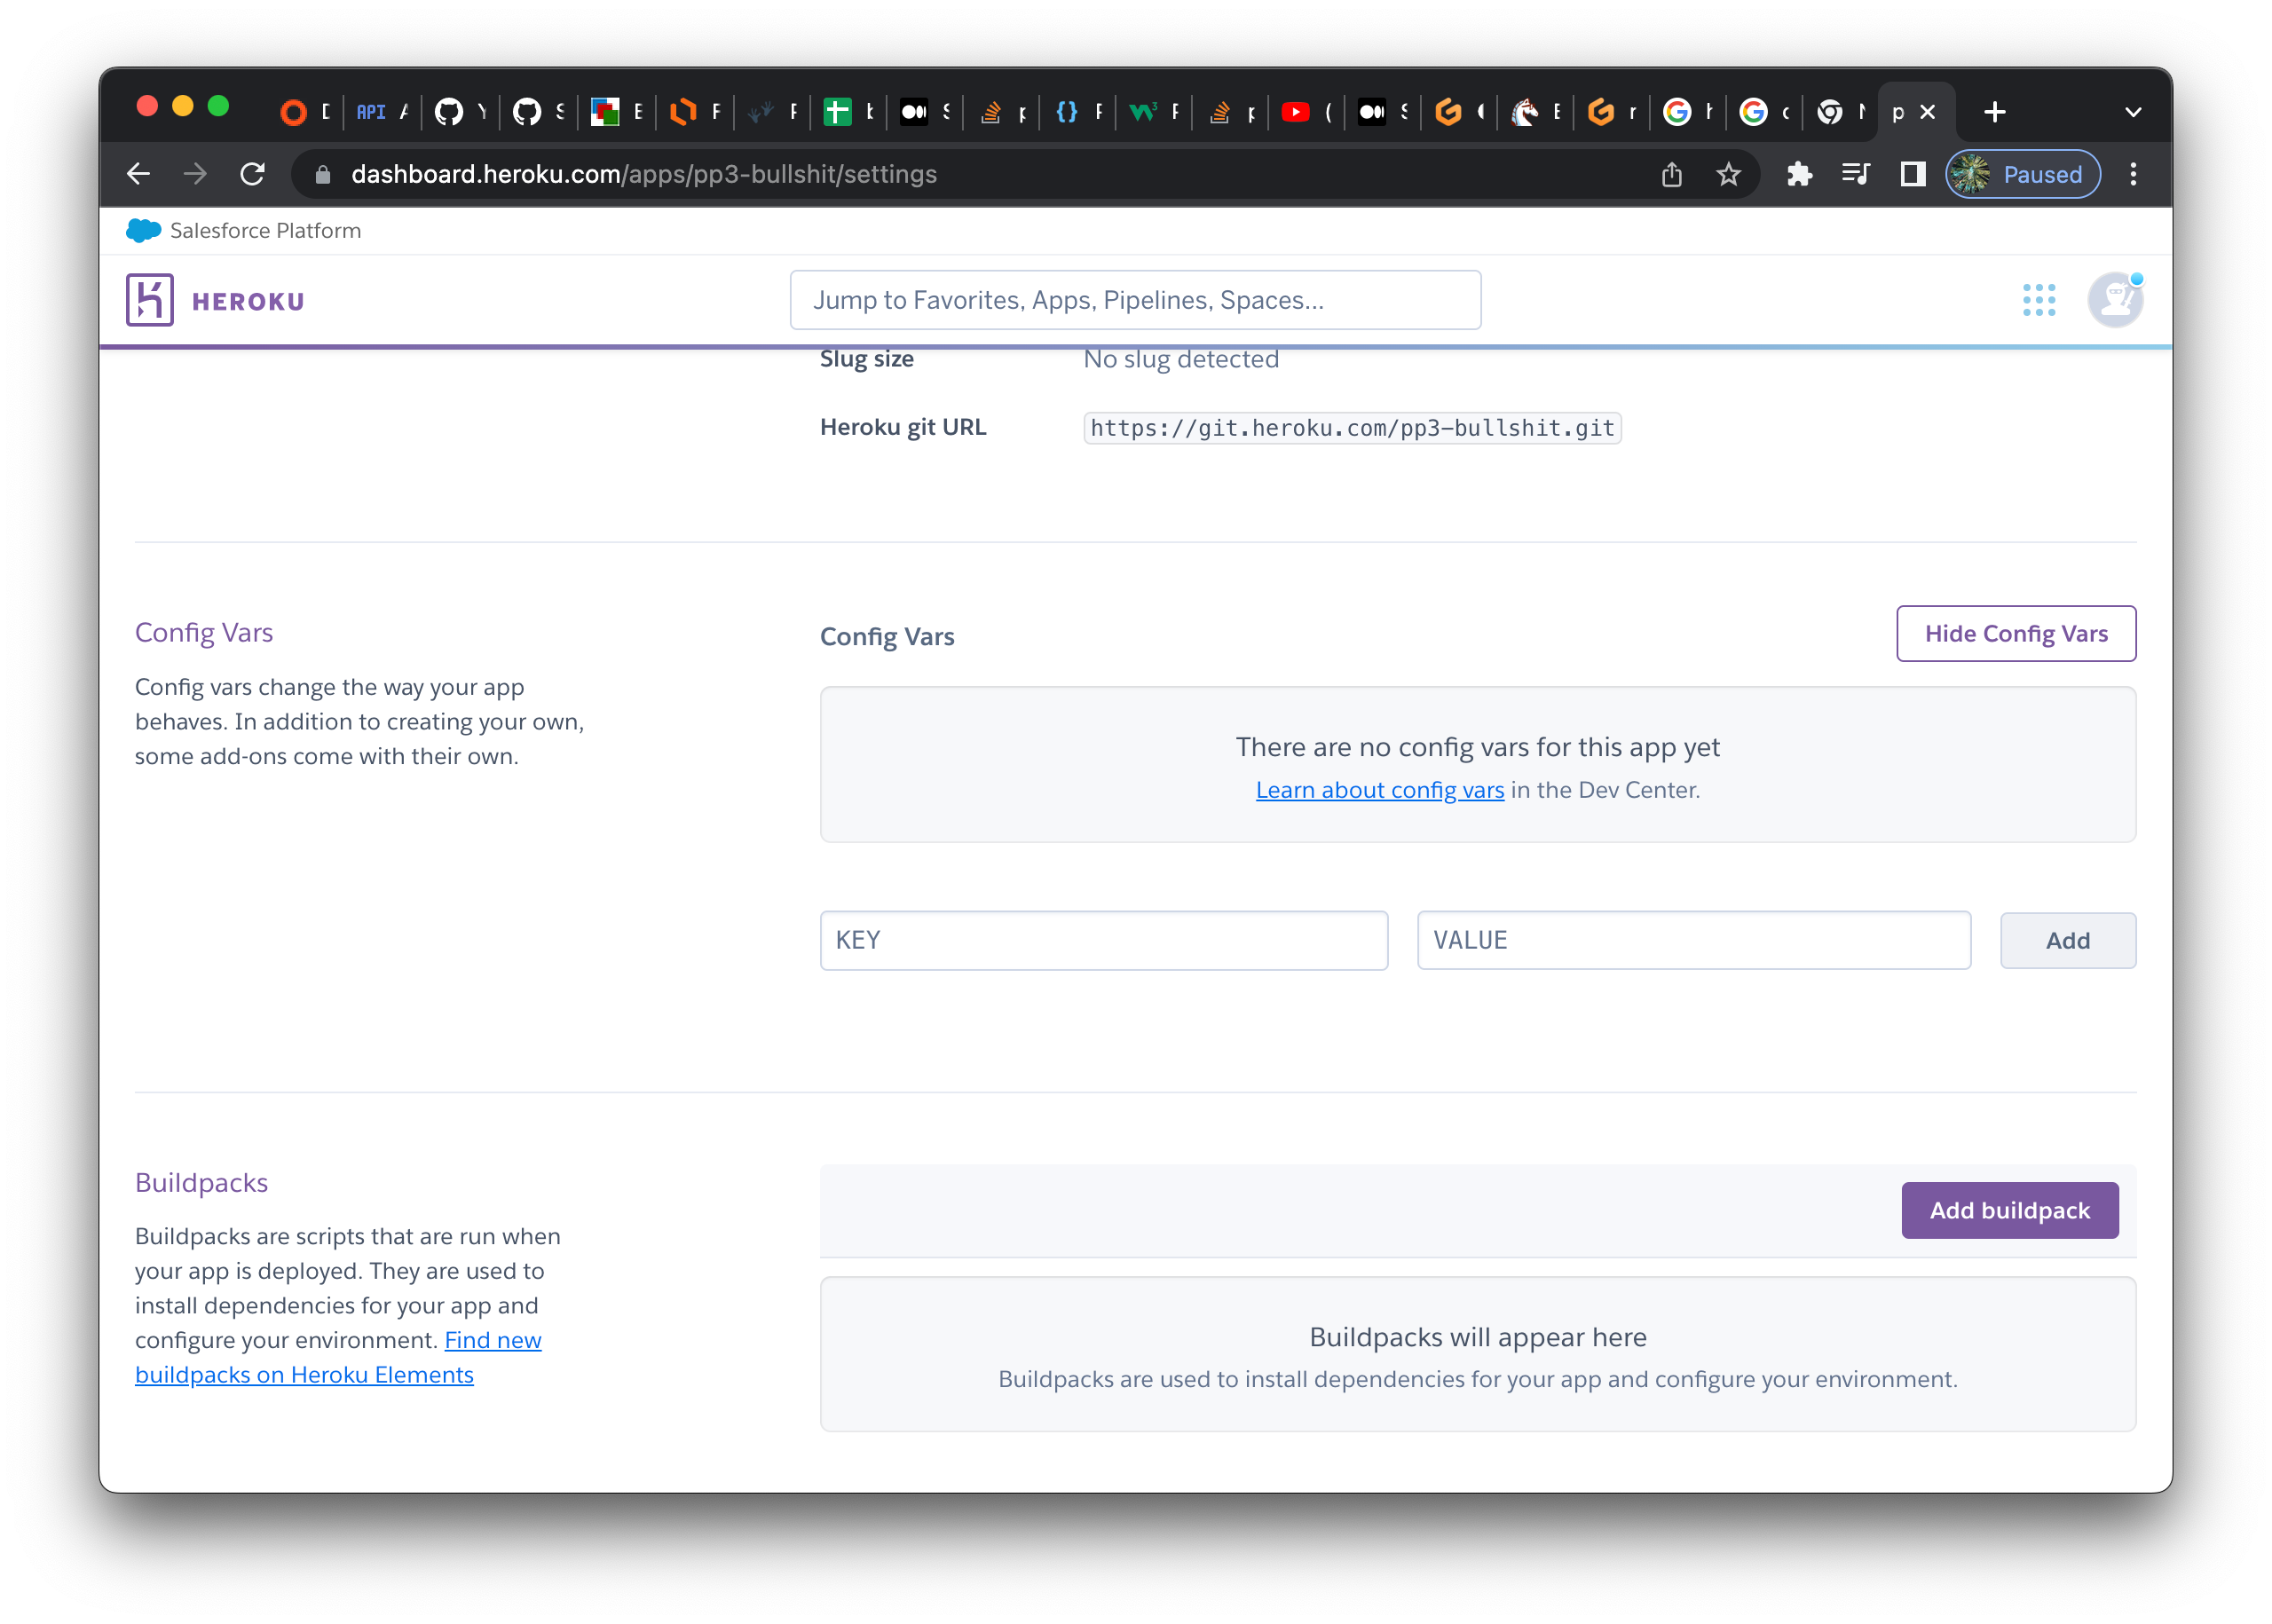 API
dashboard.heroku.com/apps/pp3-bullshit/settings
Paused
Salesforce Platform
HEROKU
Jump to Favorites, Apps, Pipelines, Spaces...
Slug size No slug detected
Heroku git URL https://git.heroku.com/pp3-bullshit.git
Config Vars
Config vars change the way your app
behaves. In addition to creating your own,
some add-ons come with their own.
Config Vars
Hide Config Vars
There are no config vars for this app yet
Learn about config vars in the Dev Center.
KEY VALUE Add
Buildpacks
Buildpacks are scripts that are run when
your app is deployed. They are used to
install dependencies for your app and
configure your environment. Find new
buildpacks on Heroku Elements
Add buildpack
Buildpacks will appear here
Buildpacks are used to install dependencies for your app and configure your environment.